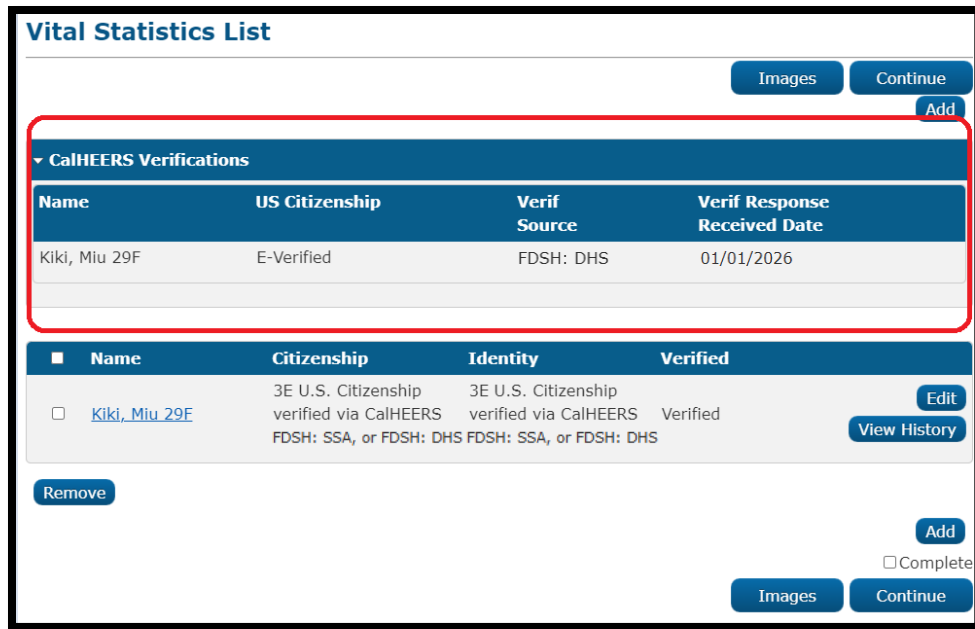 Vital Statistics List
Images Continue
Add
CalHEERS Verifications
Name US Citizenship Verif Source Verif Response Received Date
Kiki, Miu 29F E-Verified FDSH: DHS 01/01/2026
Name Citizenship Identity Verified
3E U.S. Citizenship 3E U.S. Citizenship
Edit
Kiki, Miu 29F verified via CalHEERS verified via CalHEERS Verified
View History
FDSH: SSA, or FDSH: DHS FDSH: SSA, or FDSH: DHS
Remove
Add
Complete
Images Continue